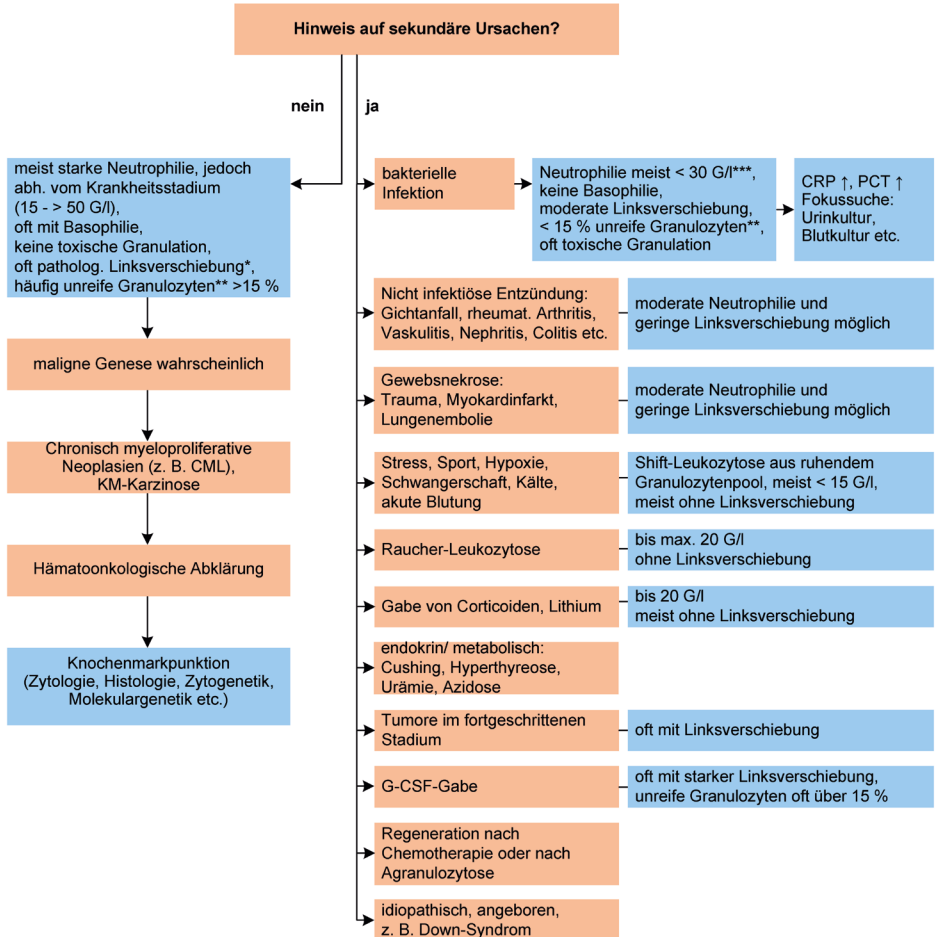 Hinweis auf sekundäre Ursachen?
nein
ja
meist starke Neutrophilie, jedoch
abh. vom Krankheitsstadium
(15 - > 50 G/l),
oft mit Basophilie,
keine toxische Granulation,
oft patholog. Linksverschiebung*,
häufig unreife Granulozyten** >15 %
maligne Genese wahrscheinlich
Chronisch myeloproliferative
Neoplasien (z. B. CML),
KM-Karzinose
Hämatoonkologische Abklärung
Knochenmarkpunktion
(Zytologie, Histologie, Zytogenetik,
Molekulargenetik etc.)
bakterielle
Infektion
Neutrophilie meist < 30 G/l***,
keine Basophilie,
moderate Linksverschiebung,
< 15 % unreife Granulozyten**,
oft toxische Granulation
CRP ↑, PCT ↑
Fokussuche:
Urinkultur,
Blutkultur etc.
Nicht infektiöse Entzündung:
Gichtanfall, rheumat. Arthritis,
Vaskulitis, Nephritis, Colitis etc.
moderate Neutrophilie und
geringe Linksverschiebung möglich
Gewebsnekrose:
Trauma, Myokardinfarkt,
Lungenembolie
moderate Neutrophilie und
geringe Linksverschiebung möglich
Stress, Sport, Hypoxie,
Schwangerschaft, Kälte,
akute Blutung
Shift-Leukozytose aus ruhendem
Granulozytenpool, meist < 15 G/l,
meist ohne Linksverschiebung
Raucher-Leukozytose
bis max. 20 G/l
ohne Linksverschiebung
Gabe von Corticoiden, Lithium
bis 20 G/l
meist ohne Linksverschiebung
endokrin/ metabolisch:
Cushing, Hyperthyreose,
Urämie, Azidose
Tumore im fortgeschrittenen
Stadium
oft mit Linksverschiebung
G-CSF-Gabe
oft mit starker Linksverschiebung,
unreife Granulozyten oft über 15 %
Regeneration nach
Chemotherapie oder nach
Agranulozytose
idiopathisch, angeboren,
z. B. Down-Syndrom